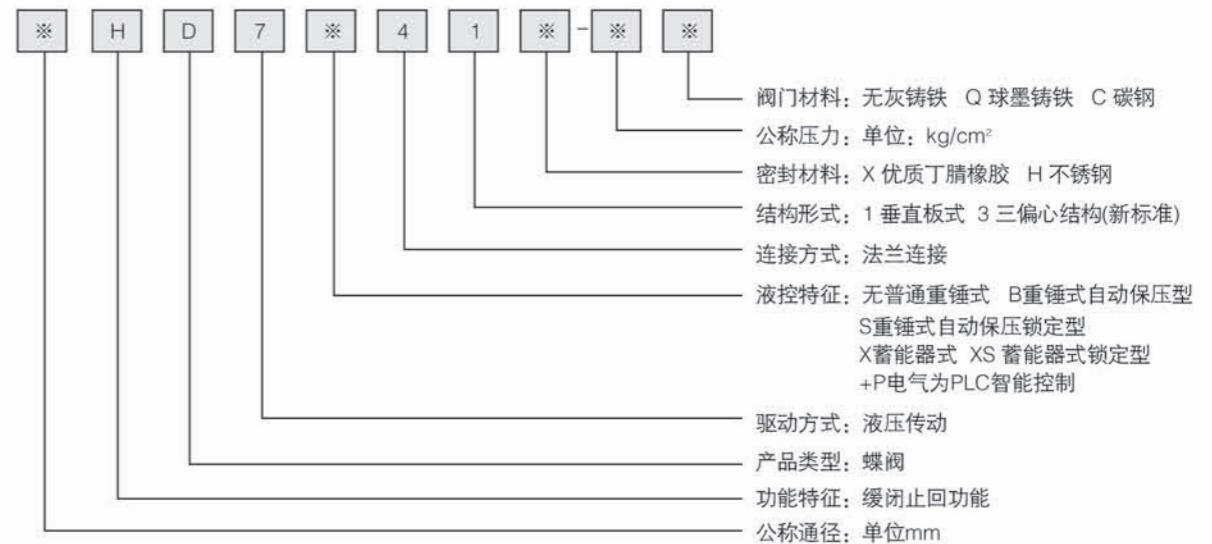 ※ H D 7 ※ 4 1 ※ - ※ ※
阀门材料：无灰铸铁 Q 球墨铸铁 C 碳钢
公称压力：单位：kg/cm²
密封材料：X 优质丁腈橡胶 H 不锈钢
结构形式：1 垂直板式 3 三偏心结构(新标准)
连接方式：法兰连接
液控特征：无普通重锤式 B重锤式自动保压型
S重锤式自动保压锁定型
X蓄能器式 XS 蓄能器式锁定型
+P电气为PLC智能控制
驱动方式：液压传动
产品类型：蝶阀
功能特征：缓闭止回功能
公称通径：单位mm